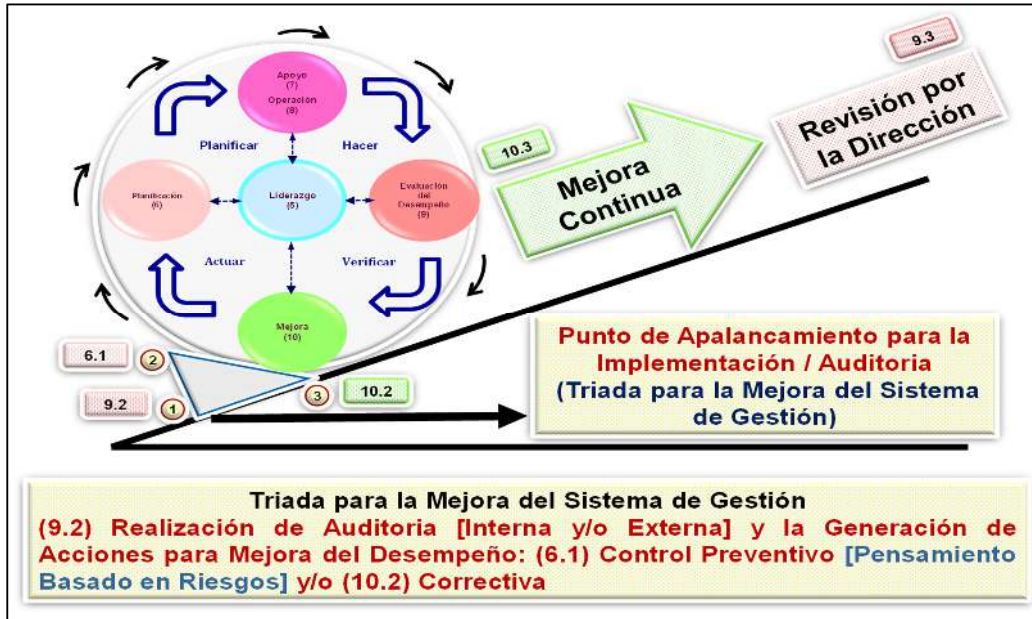 9.3
Revisión por
la Dirección
10.3
Mejora
Continua
Apoyo
(7)
Operación
(8)
Planificar
Hacer
Planificación
(6)
Liderazgo
(5)
Evaluación
del
Desempeño
(9)
Actuar
Verificar
Mejora
(10)
6.1
2
9.2
1
3
10.2
Punto de Apalancamiento para la
Implementación / Auditoria
(Triada para la Mejora del Sistema
de Gestión)
Triada para la Mejora del Sistema de Gestión
(9.2) Realización de Auditoria [Interna y/o Externa] y la Generación de
Acciones para Mejora del Desempeño: (6.1) Control Preventivo [Pensamiento
Basado en Riesgos] y/o (10.2) Correctiva